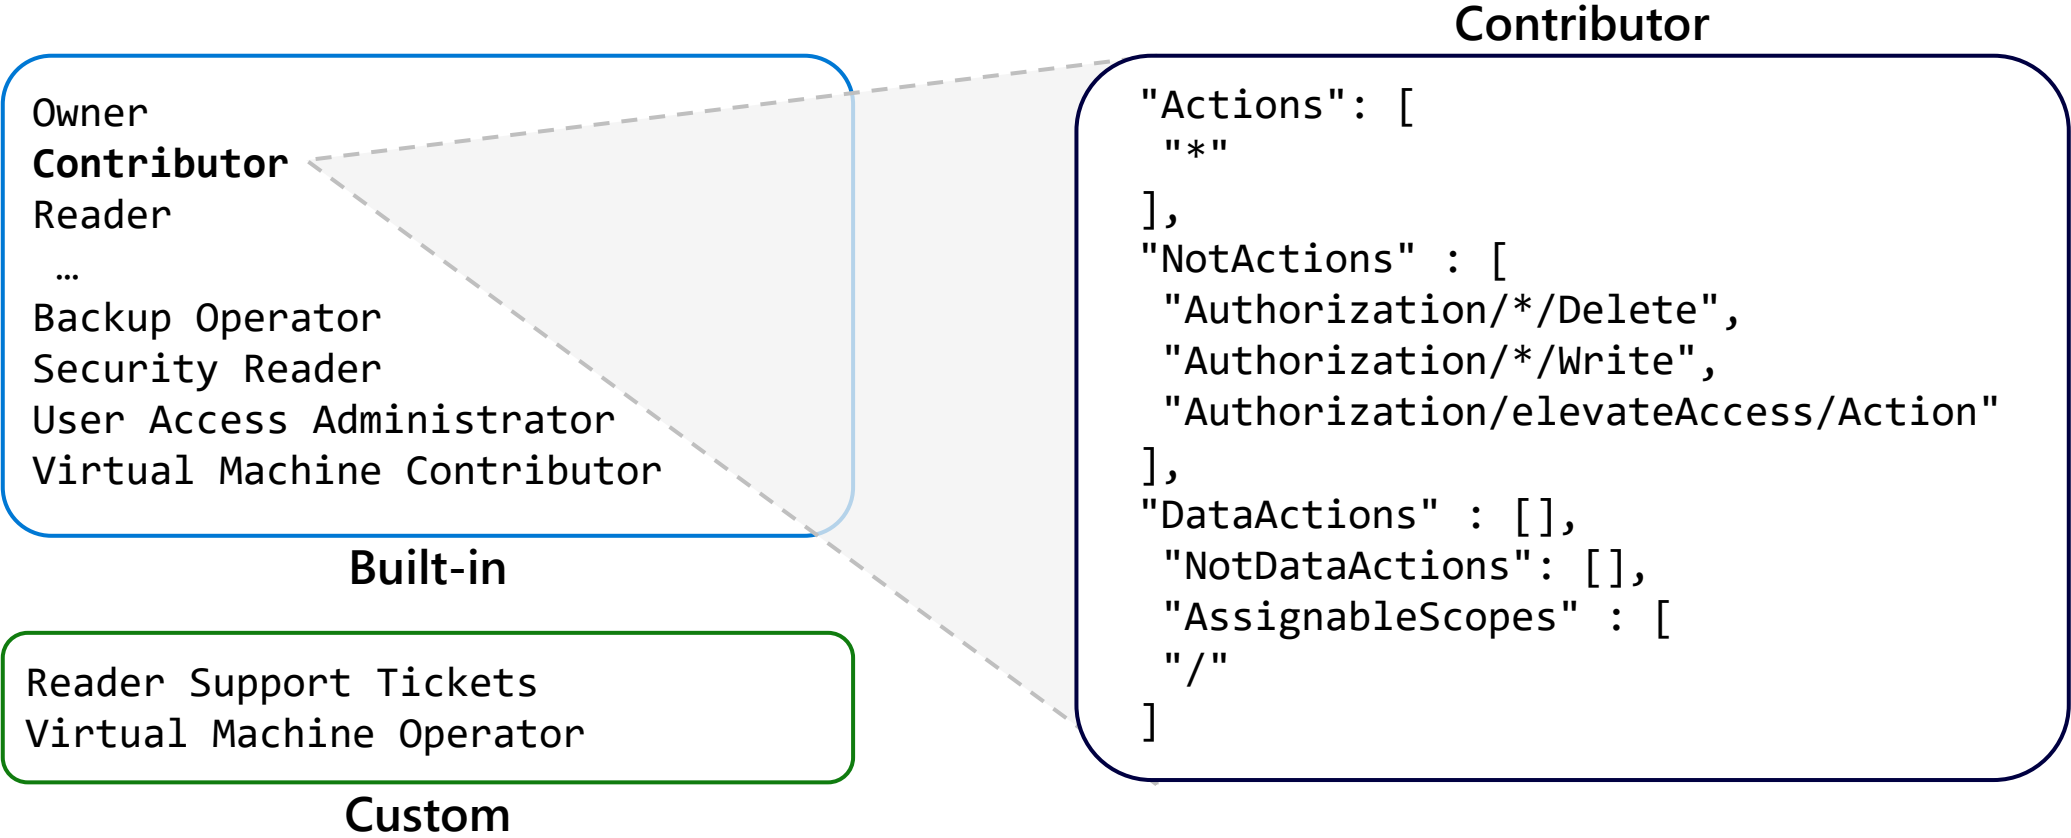 Owner
Contributor
Reader
…
Backup Operator
Security Reader
User Access Administrator
Virtual Machine Contributor
Built-in
Reader Support Tickets
Virtual Machine Operator
Custom
Contributor
"Actions": [
"*"
],
"NotActions" : [
"Authorization/*/Delete",
"Authorization/*/Write",
"Authorization/elevateAccess/Action"
],
"DataActions" : [],
"NotDataActions": [],
"AssignableScopes" : [
"/"
]